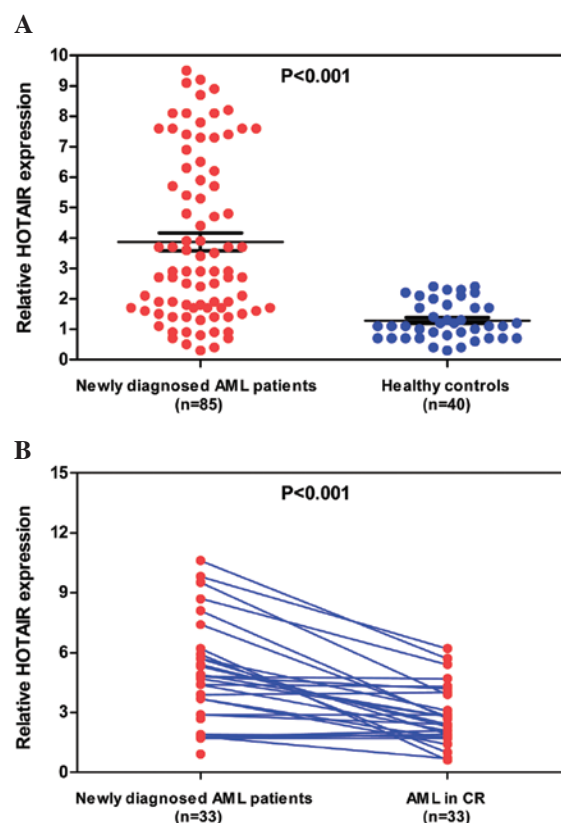 A
P<0.001
Relative HOTAIR expression
10
9
8
7
6
5
4
3
2
1
0
Newly diagnosed AML patients
(n=85)
Healthy controls
(n=40)
B
P<0.001
Relative HOTAIR expression
15
12
9
6
3
0
Newly diagnosed AML patients
(n=33)
AML in CR
(n=33)